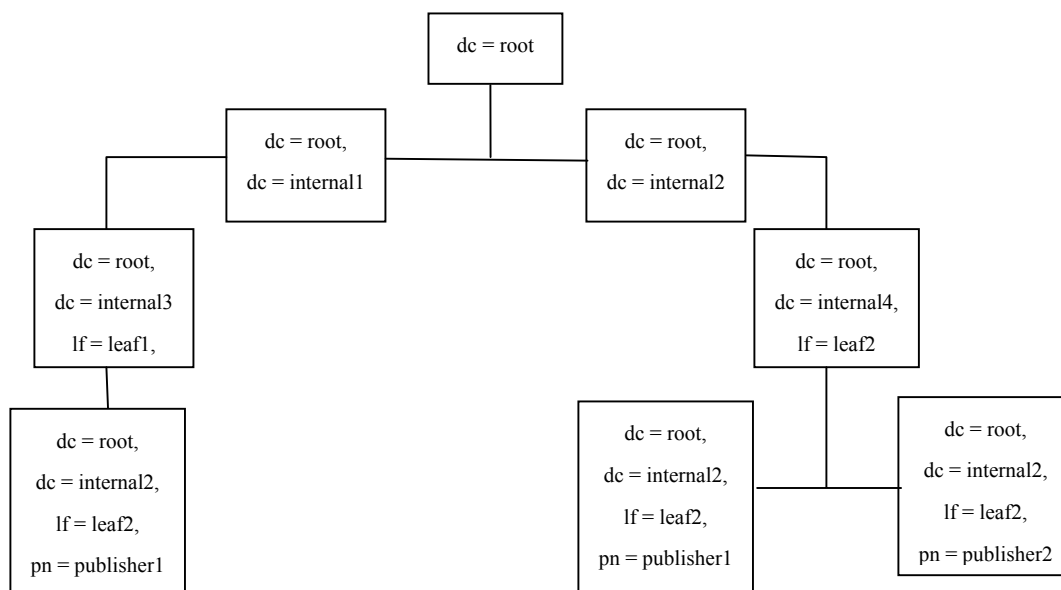 dc = root
dc = root,
dc = internal1
dc = root,
dc = internal2
dc = root,
dc = internal3
lf = leaf1,
dc = root,
dc = internal4,
lf = leaf2
dc = root,
dc = internal2,
lf = leaf2,
pn = publisher1
dc = root,
dc = internal2,
lf = leaf2,
pn = publisher1
dc = root,
dc = internal2,
lf = leaf2,
pn = publisher2